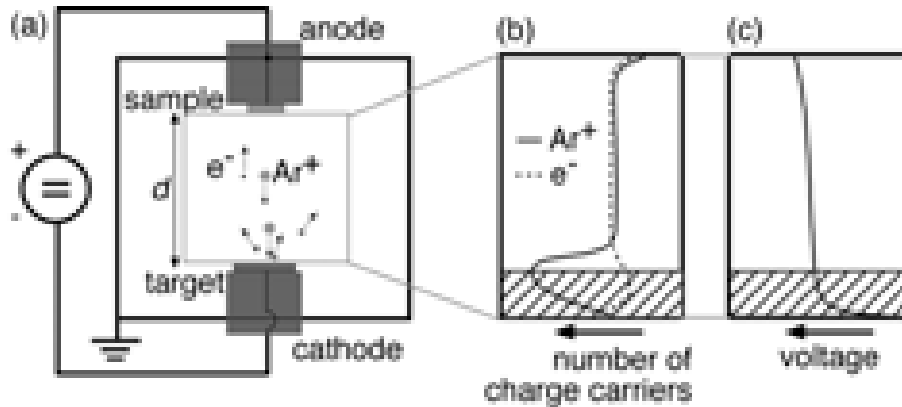 (a)
anode
sample
+
=
-
d
e-
Ar+
target
cathode
(b)
Ar+
e-
number of
charge carriers
(c)
voltage